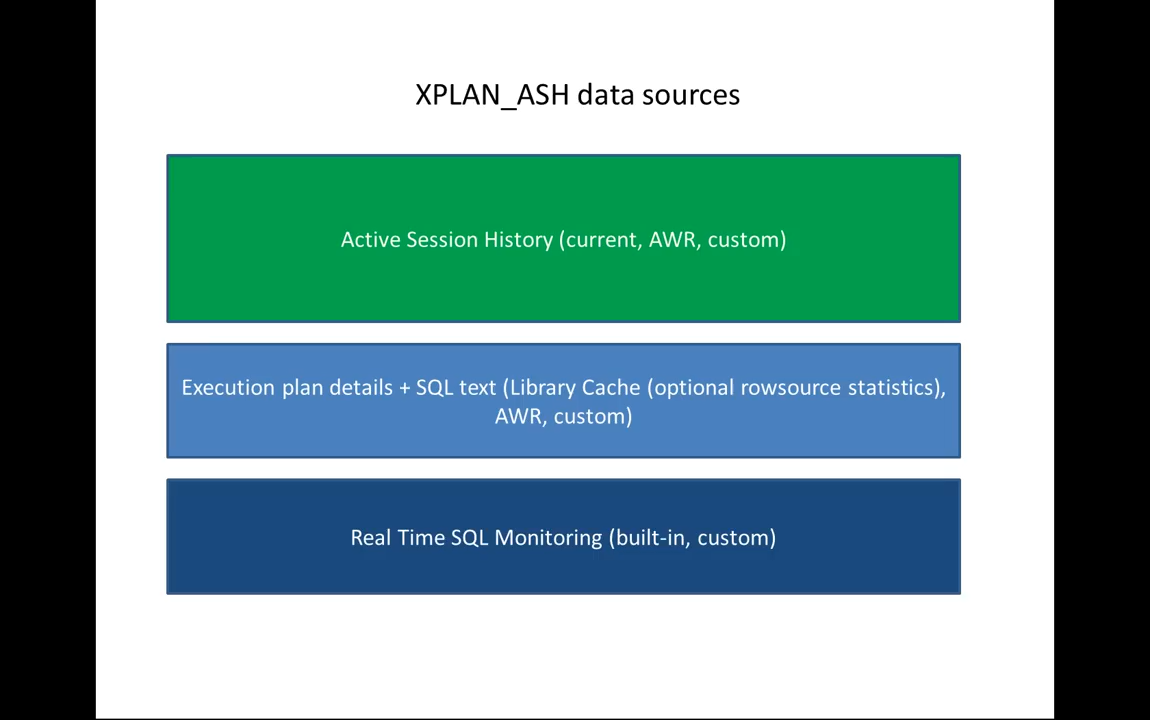 XPLAN_ASH data sources
Active Session History (current, AWR, custom)
Execution plan details + SQL text (Library Cache (optional rowsource statistics),
AWR, custom)
Real Time SQL Monitoring (built-in, custom)